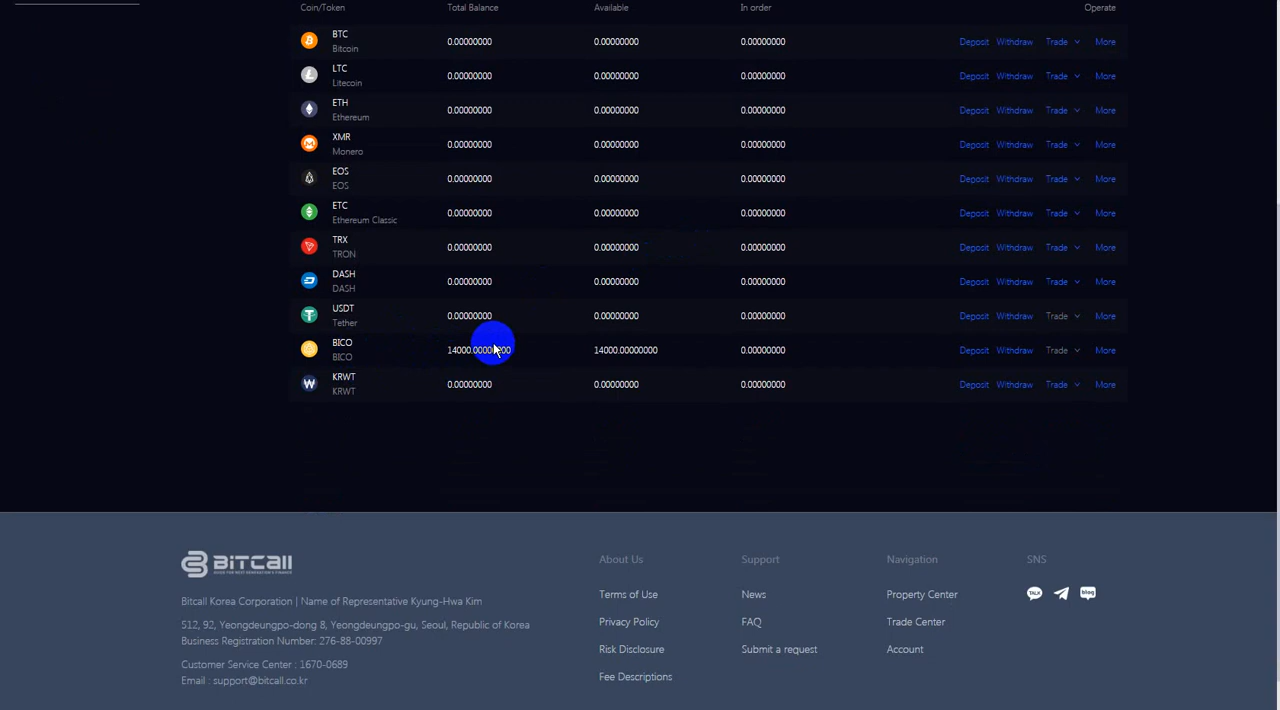 Coin/Token Total Balance Available In order Operate
BTC
Bitcoin
0.00000000 0.00000000 0.00000000 Deposit Withdraw Trade More
LTC
Litecoin
0.00000000 0.00000000 0.00000000 Deposit Withdraw Trade More
ETH
Ethereum
0.00000000 0.00000000 0.00000000 Deposit Withdraw Trade More
XMR
Monero
0.00000000 0.00000000 0.00000000 Deposit Withdraw Trade More
EOS
EOS
0.00000000 0.00000000 0.00000000 Deposit Withdraw Trade More
ETC
Ethereum Classic
0.00000000 0.00000000 0.00000000 Deposit Withdraw Trade More
TRX
TRON
0.00000000 0.00000000 0.00000000 Deposit Withdraw Trade More
DASH
DASH
0.00000000 0.00000000 0.00000000 Deposit Withdraw Trade More
USDT
Tether
0.00000000 0.00000000 0.00000000 Deposit Withdraw Trade More
BICO
BICO
14000.00000000 14000.00000000 0.00000000 Deposit Withdraw Trade More
KRWT
KRWT
0.00000000 0.00000000 0.00000000 Deposit Withdraw Trade More
BITCALL
Bitcall Korea Corporation | Name of Representative Kyung-Hwa Kim
512, 92, Yeongdeungpo-dong 8, Yeongdeungpo-gu, Seoul, Republic of Korea
Business Registration Number: 276-88-00997
Customer Service Center : 1670-0689
Email : support@bitcall.co.kr
About Us
Terms of Use
Privacy Policy
Risk Disclosure
Fee Descriptions
Support
News
FAQ
Submit a request
Navigation
Property Center
Trade Center
Account
SNS
TALK
blog